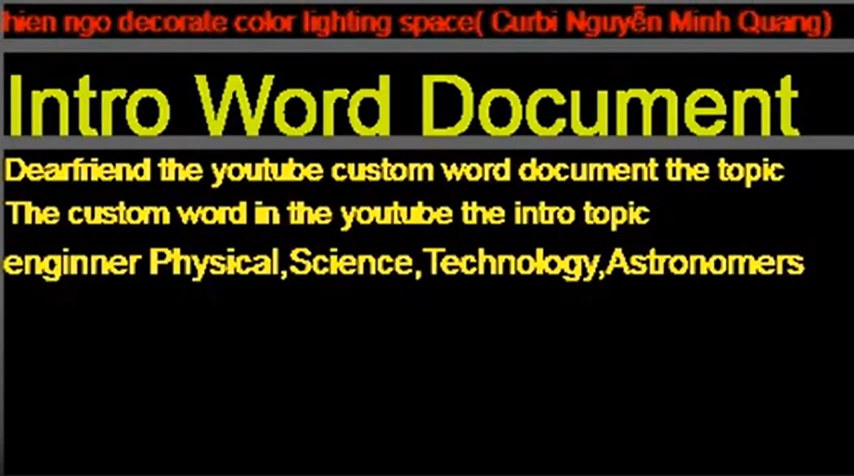 hien ngo decorate color lighting space( Curbi Nguyễn Minh Quang)
Intro Word Document
Dearfriend the youtube custom word document the topic
The custom word in the youtube the intro topic
enginner Physical,Science,Technology,Astronomers